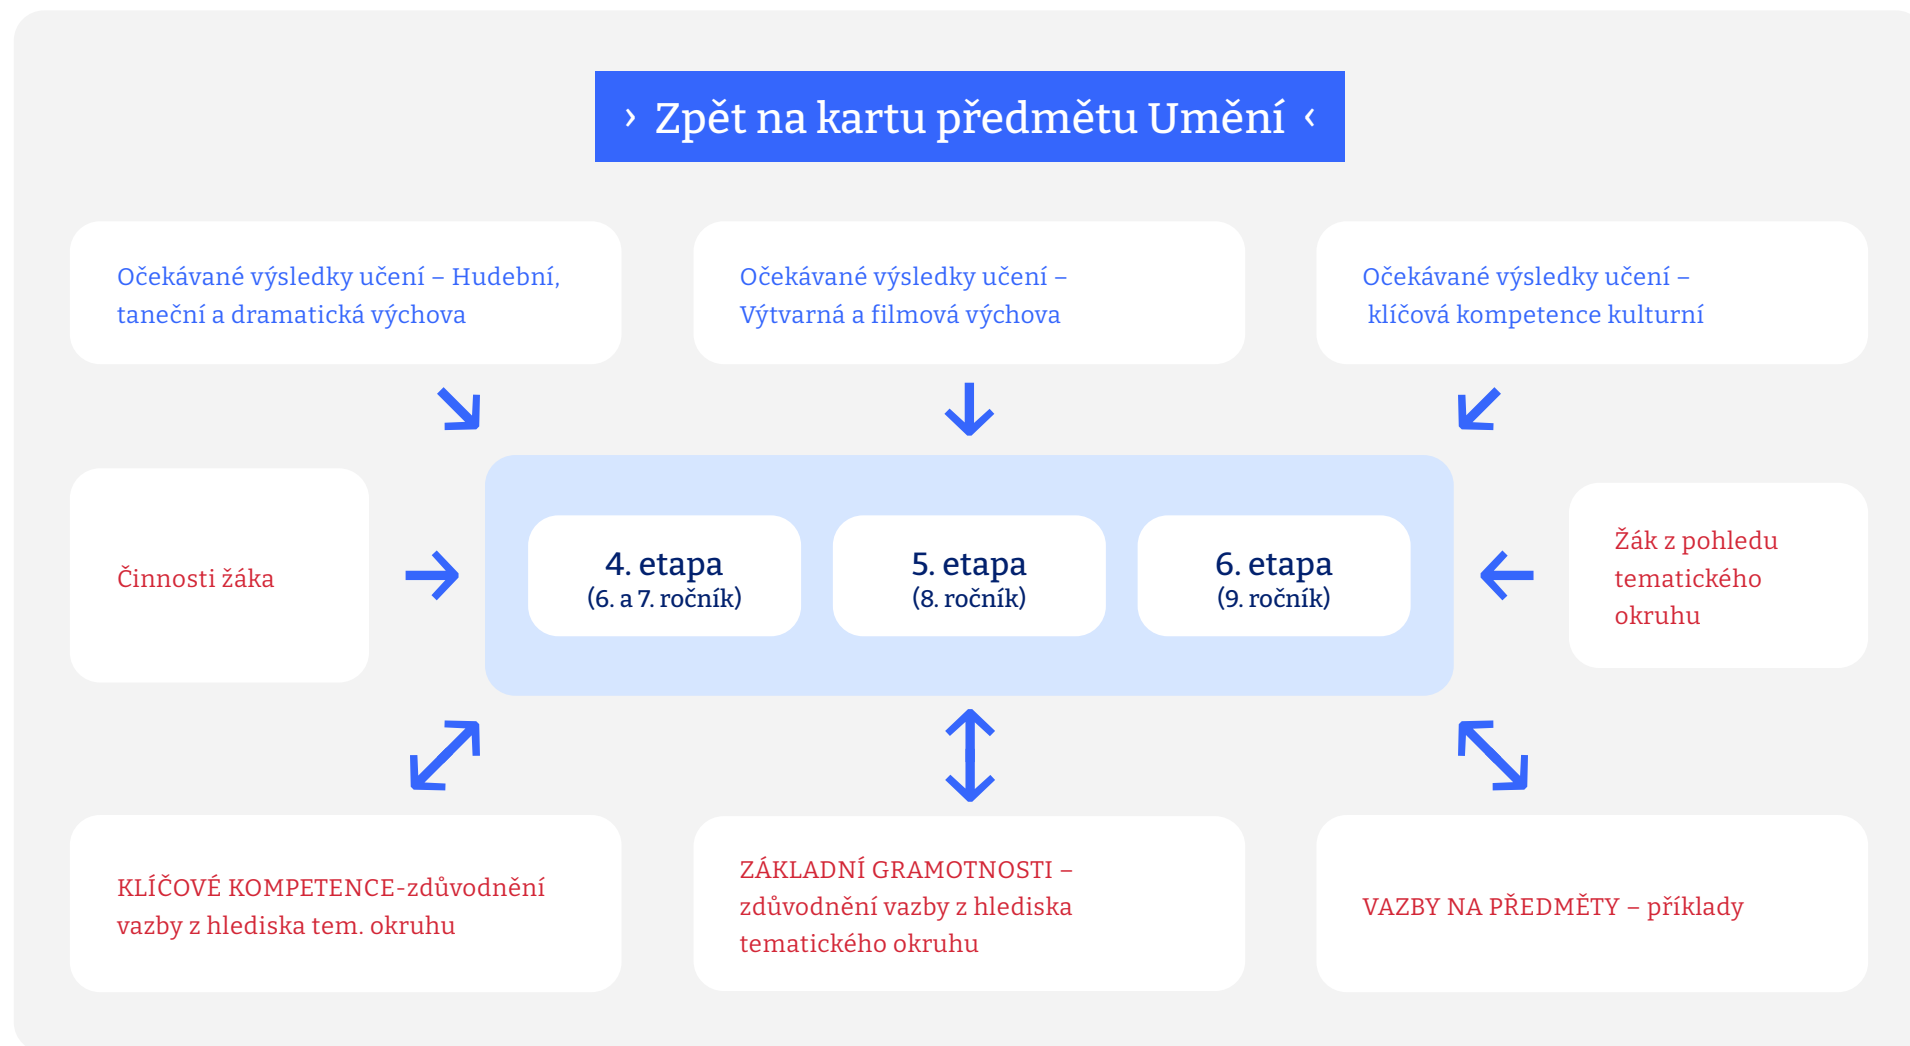 › Zpět na kartu předmětu Umění ‹
Očekávané výsledky učení – Hudební,
taneční a dramatická výchova
Očekávané výsledky učení –
Výtvarná a filmová výchova
Očekávané výsledky učení –
klíčová kompetence kulturní
Činnosti žáka
4. etapa
(6. a 7. ročník)
5. etapa
(8. ročník)
6. etapa
(9. ročník)
Žák z pohledu
tematického
okruhu
KLÍČOVÉ KOMPETENCE-zdůvodnění
vazby z hlediska tem. okruhu
ZÁKLADNÍ GRAMOTNOSTI –
zdůvodnění vazby z hlediska
tematického okruhu
VAZBY NA PŘEDMĚTY – příklady